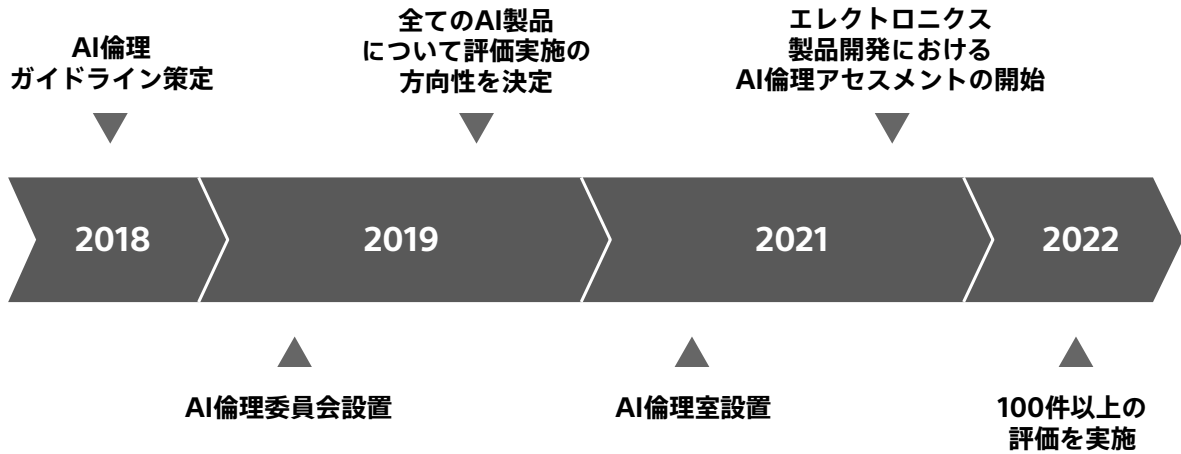 AI倫理
ガイドライン策定
全てのAI製品
について評価実施の
方向性を決定
エレクトロニクス
製品開発における
AI倫理アセスメントの開始
2018
2019
2021
2022
AI倫理委員会設置
AI倫理室設置
100件以上の
評価を実施